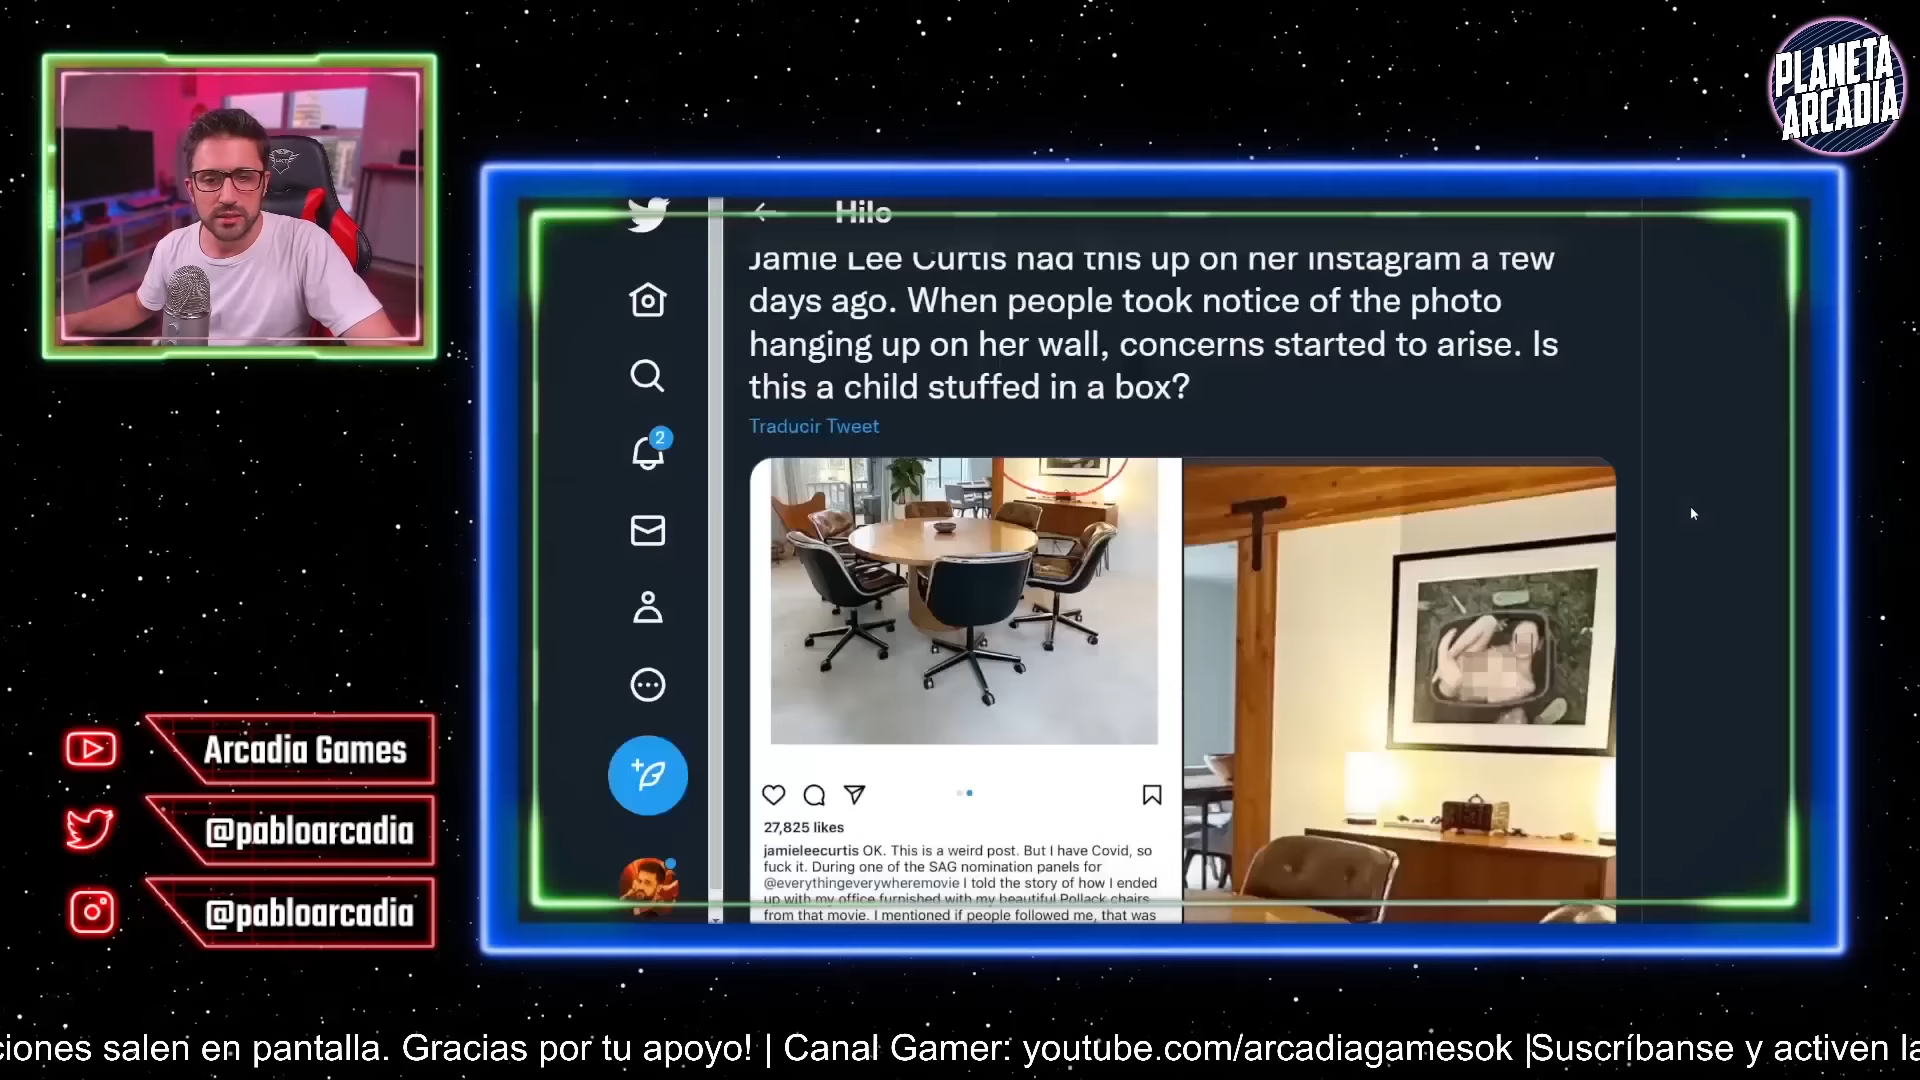 PLANETA
ARCADIA
Hilo
Jamie Lee Curtis had this up on her instagram a few
days ago. When people took notice of the photo
hanging up on her wall, concerns started to arise. Is
this a child stuffed in a box?
Traducir Tweet
2
27,825 likes
jamieleecurtis OK. This is a weird post. But I have Covid, so
fuck it. During one of the SAG nomination panels for
@everythingeverywheremovie I told the story of how I ended
up with my office furnished with my beautiful Pollack chairs
from that movie. I mentioned if people followed me, that was
Arcadia Games
@pabloarcadia
@pabloarcadia
ciones salen en pantalla. Gracias por tu apoyo! | Canal Gamer: youtube.com/arcadiagamesok |Suscríbanse y activen la